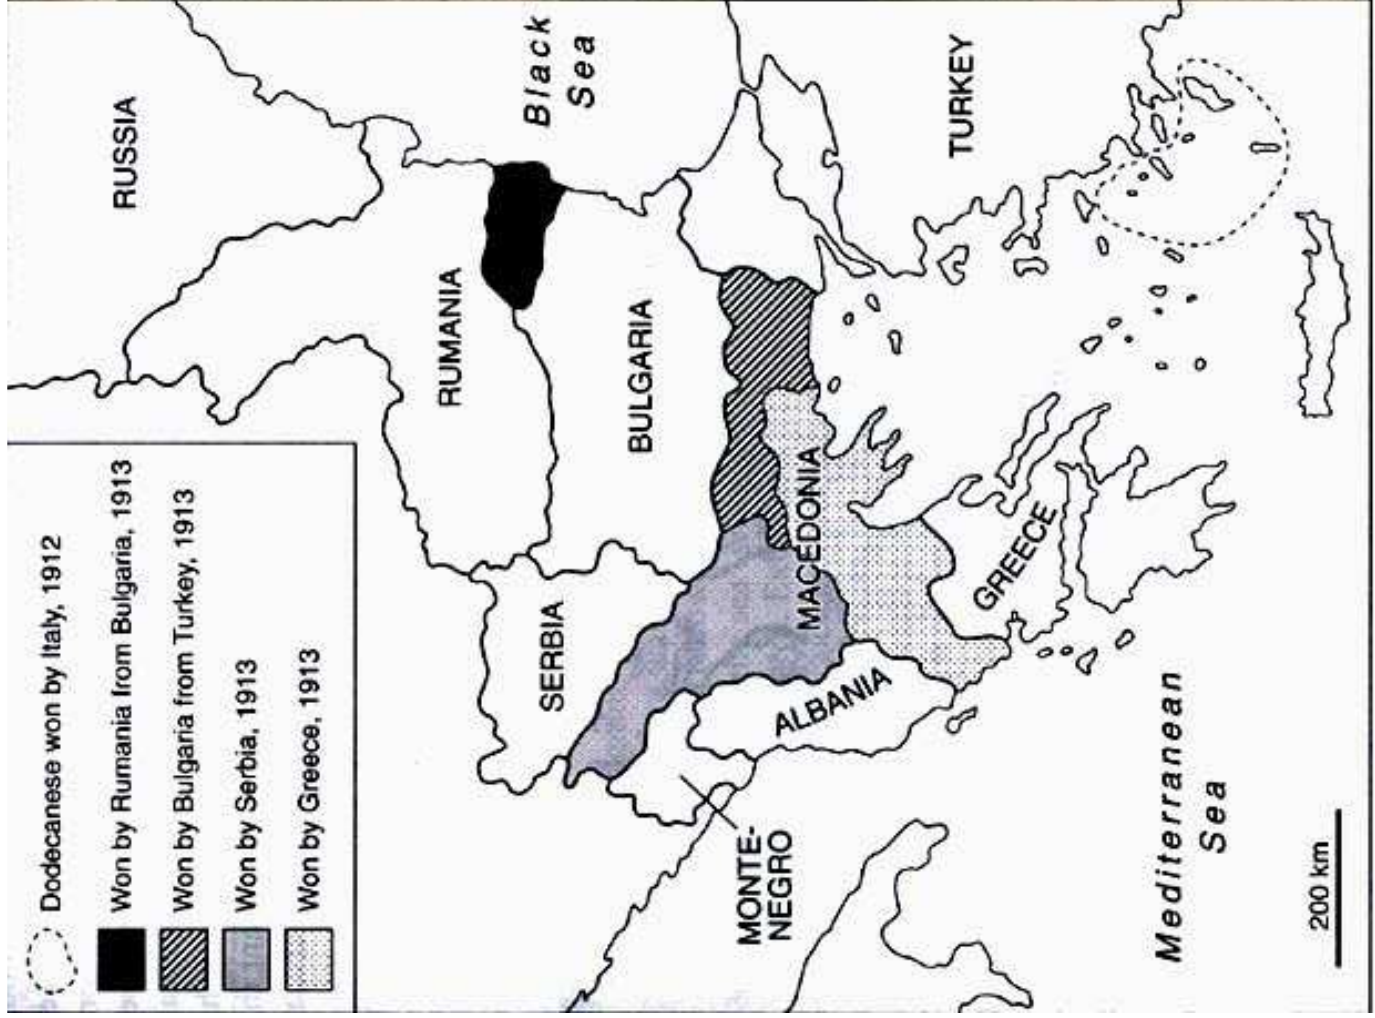 Dodecanese won by Italy, 1912
Won by Rumania from Bulgaria, 1913
Won by Bulgaria from Turkey, 1913
Won by Serbia, 1913
Won by Greece, 1913
RUSSIA
Black
Sea
RUMANIA
BULGARIA
SERBIA
TURKEY
MACEDONIA
ALBANIA
GREECE
MONTE-
NEGRO
Mediterranean
Sea
200 km